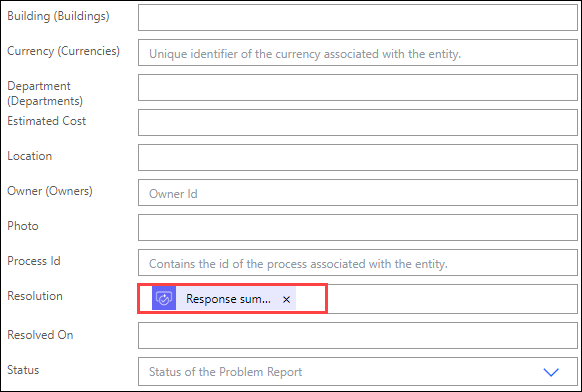 Building (Buildings)
Currency (Currencies) Unique identifier of the currency associated with the entity.
Department
(Departments)
Estimated Cost
Location
Owner (Owners) Owner Id
Photo
Process Id Contains the id of the process associated with the entity.
Resolution Response sum... ×
Resolved On
Status Status of the Problem Report